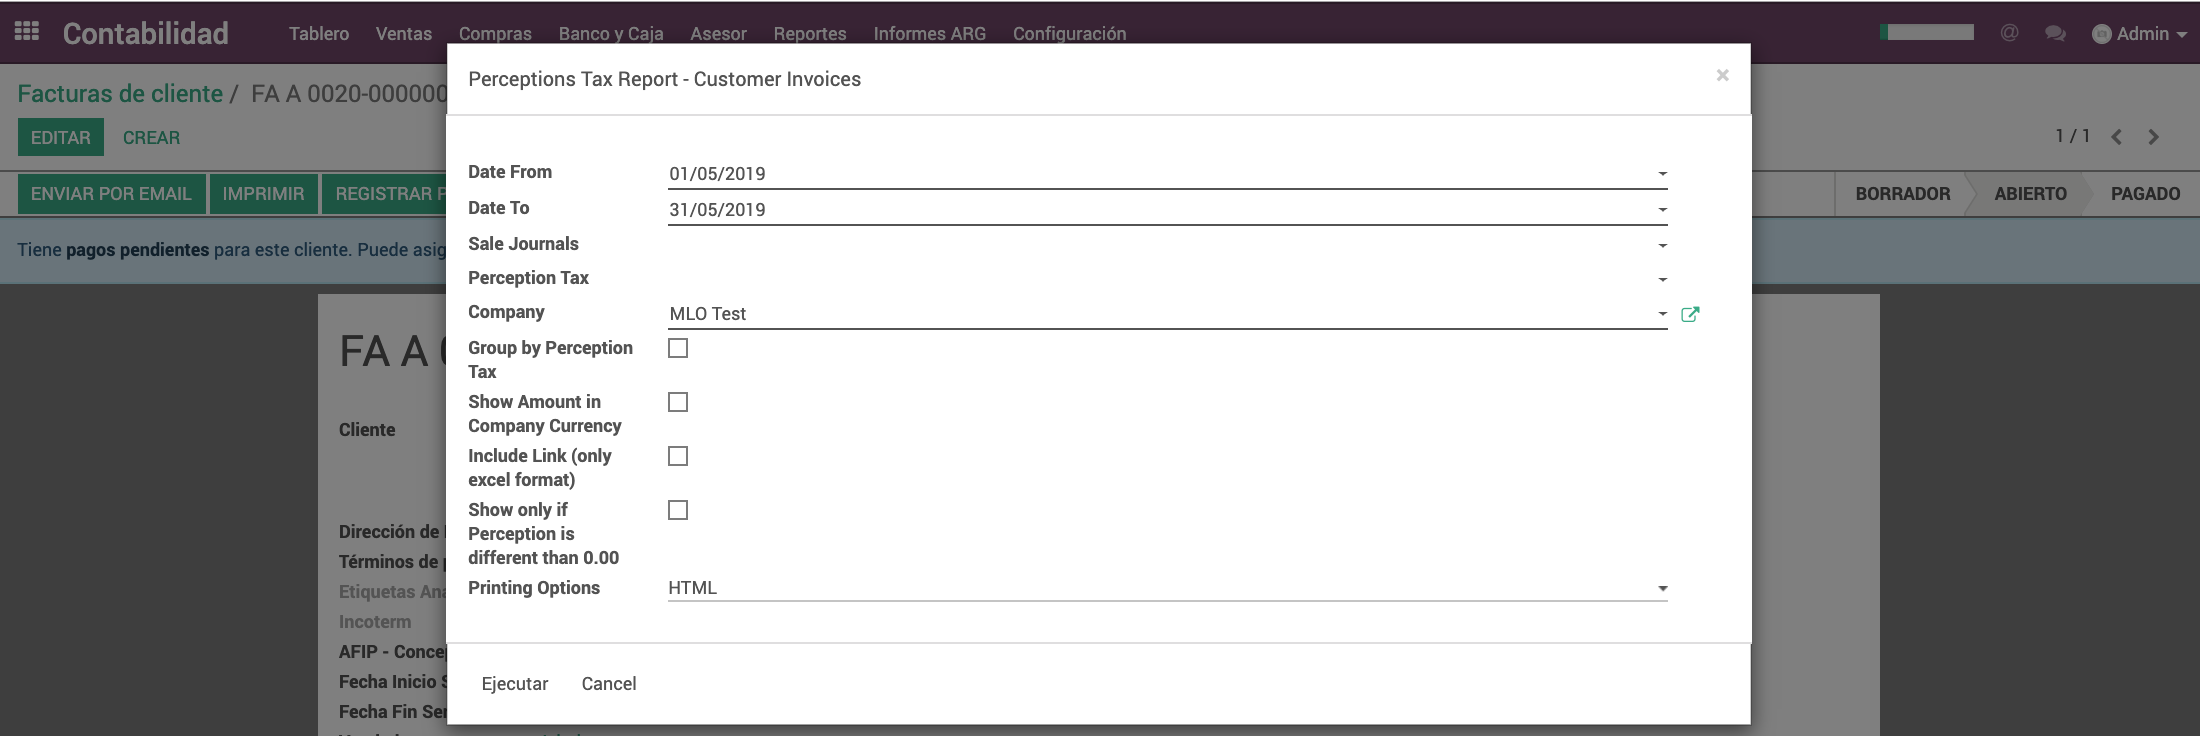 Contabilidad Tablero Ventas Compras Banco y Caja Asesor Reportes Informes ARG Configuración @ Admin
Perceptions Tax Report - Customer Invoices ×
Facturas de cliente / FA A 0020-000000
EDITAR CREAR
1 / 1
ENVIAR POR EMAIL IMPRIMIR REGISTRAR
BORRADOR ABIERTO PAGADO
Tiene pagos pendientes para este cliente. Puede asig
FA A
Cliente
Dirección de
Términos de
Etiquetas Ana
Incoterm
AFIP - Concep
Fecha Inicio S
Fecha Fin Ser
Date From 01/05/2019
Date To 31/05/2019
Sale Journals
Perception Tax
Company MLO Test
Group by Perception
Tax
Show Amount in
Company Currency
Include Link (only
excel format)
Show only if
Perception is
different than 0.00
Printing Options HTML
Ejecutar Cancel